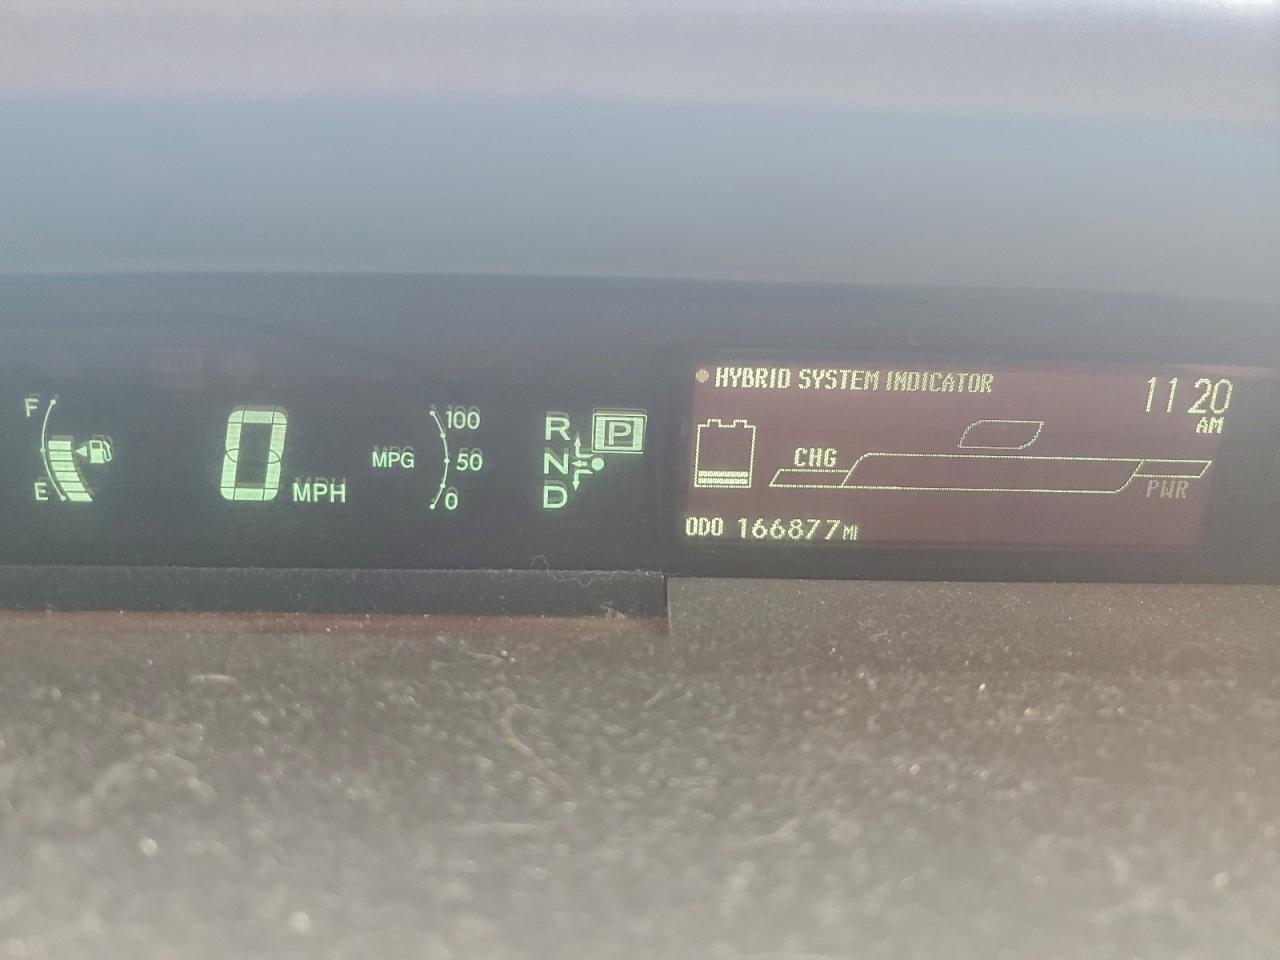 F
E
0
MPH
MPG
100
50
0
R
N
D
P
HYBRID SYSTEM INDICATOR
11 20
AM
CHG
PWR
ODO 166877 MI